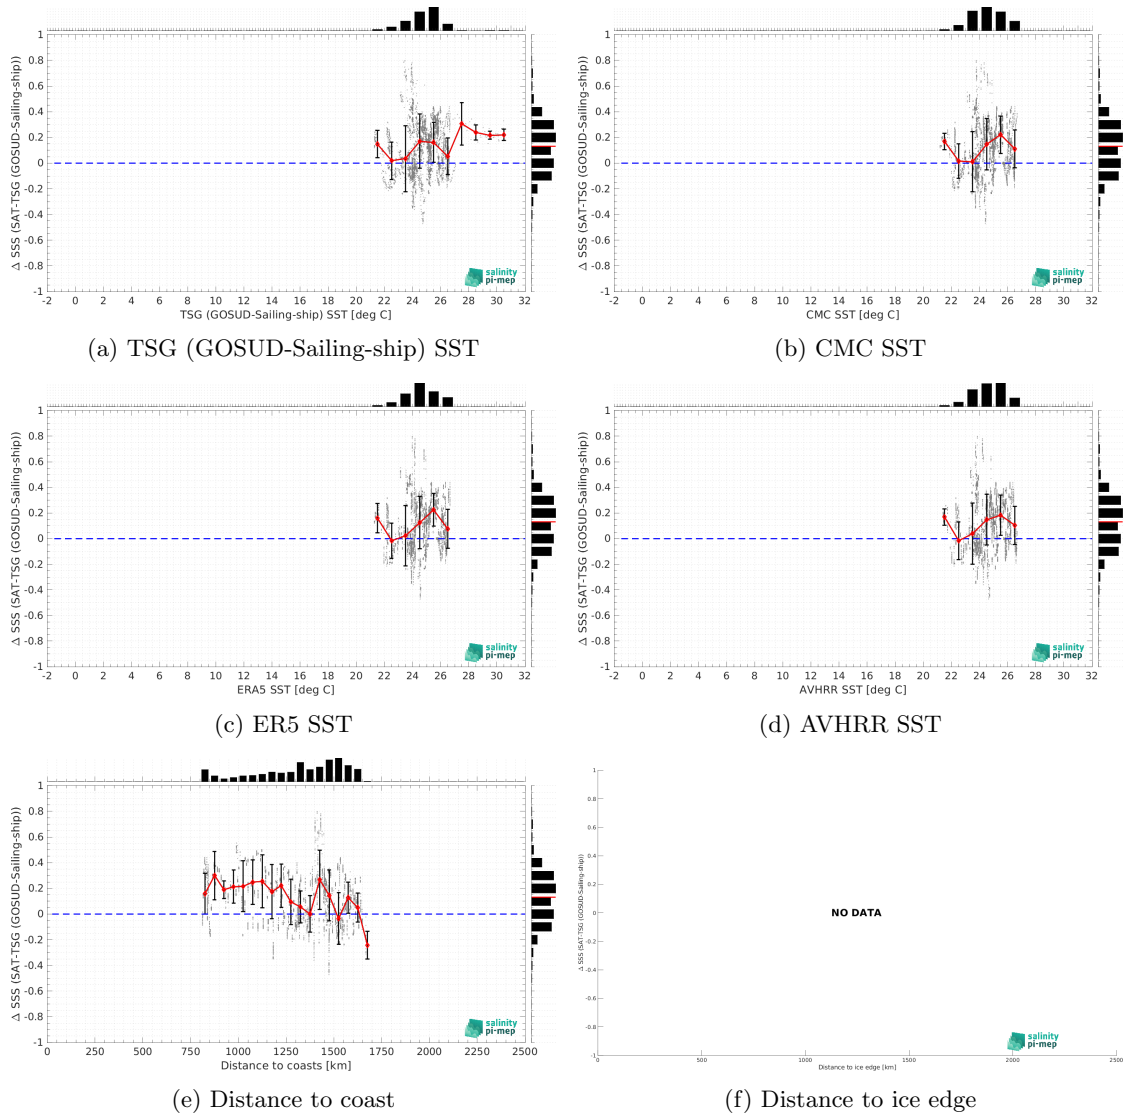 1
0.8
0.6
0.4
0.2
0
-0.2
-0.4
-0.6
-0.8
-1
Δ SSS (SAT-TSG (GOSUD-Sailing-ship))
-2 0 2 4 6 8 10 12 14 16 18 20 22 24 26 28 30 32
TSG (GOSUD-Sailing-ship) SST [deg C]
salinity
pi-mep
(a) TSG (GOSUD-Sailing-ship) SST
1
0.8
0.6
0.4
0.2
0
-0.2
-0.4
-0.6
-0.8
-1
Δ SSS (SAT-TSG (GOSUD-Sailing-ship))
-2 0 2 4 6 8 10 12 14 16 18 20 22 24 26 28 30 32
CMC SST [deg C]
salinity
pi-mep
(b) CMC SST
1
0.8
0.6
0.4
0.2
0
-0.2
-0.4
-0.6
-0.8
-1
Δ SSS (SAT-TSG (GOSUD-Sailing-ship))
-2 0 2 4 6 8 10 12 14 16 18 20 22 24 26 28 30 32
ERA5 SST [deg C]
salinity
pi-mep
(c) ER5 SST
1
0.8
0.6
0.4
0.2
0
-0.2
-0.4
-0.6
-0.8
-1
Δ SSS (SAT-TSG (GOSUD-Sailing-ship))
-2 0 2 4 6 8 10 12 14 16 18 20 22 24 26 28 30 32
AVHRR SST [deg C]
salinity
pi-mep
(d) AVHRR SST
1
0.8
0.6
0.4
0.2
0
-0.2
-0.4
-0.6
-0.8
-1
Δ SSS (SAT-TSG (GOSUD-Sailing-ship))
0 250 500 750 1000 1250 1500 1750 2000 2250 2500
Distance to coasts [km]
salinity
pi-mep
(e) Distance to coast
1
0.8
0.6
0.4
0.2
0
-0.2
-0.4
-0.6
-0.8
-1
Δ SSS (SAT-TSG (GOSUD-Sailing-ship))
NO DATA
0 500 1000 1500 2000 2500
Distance to ice edge [km]
salinity
pi-mep
(f) Distance to ice edge